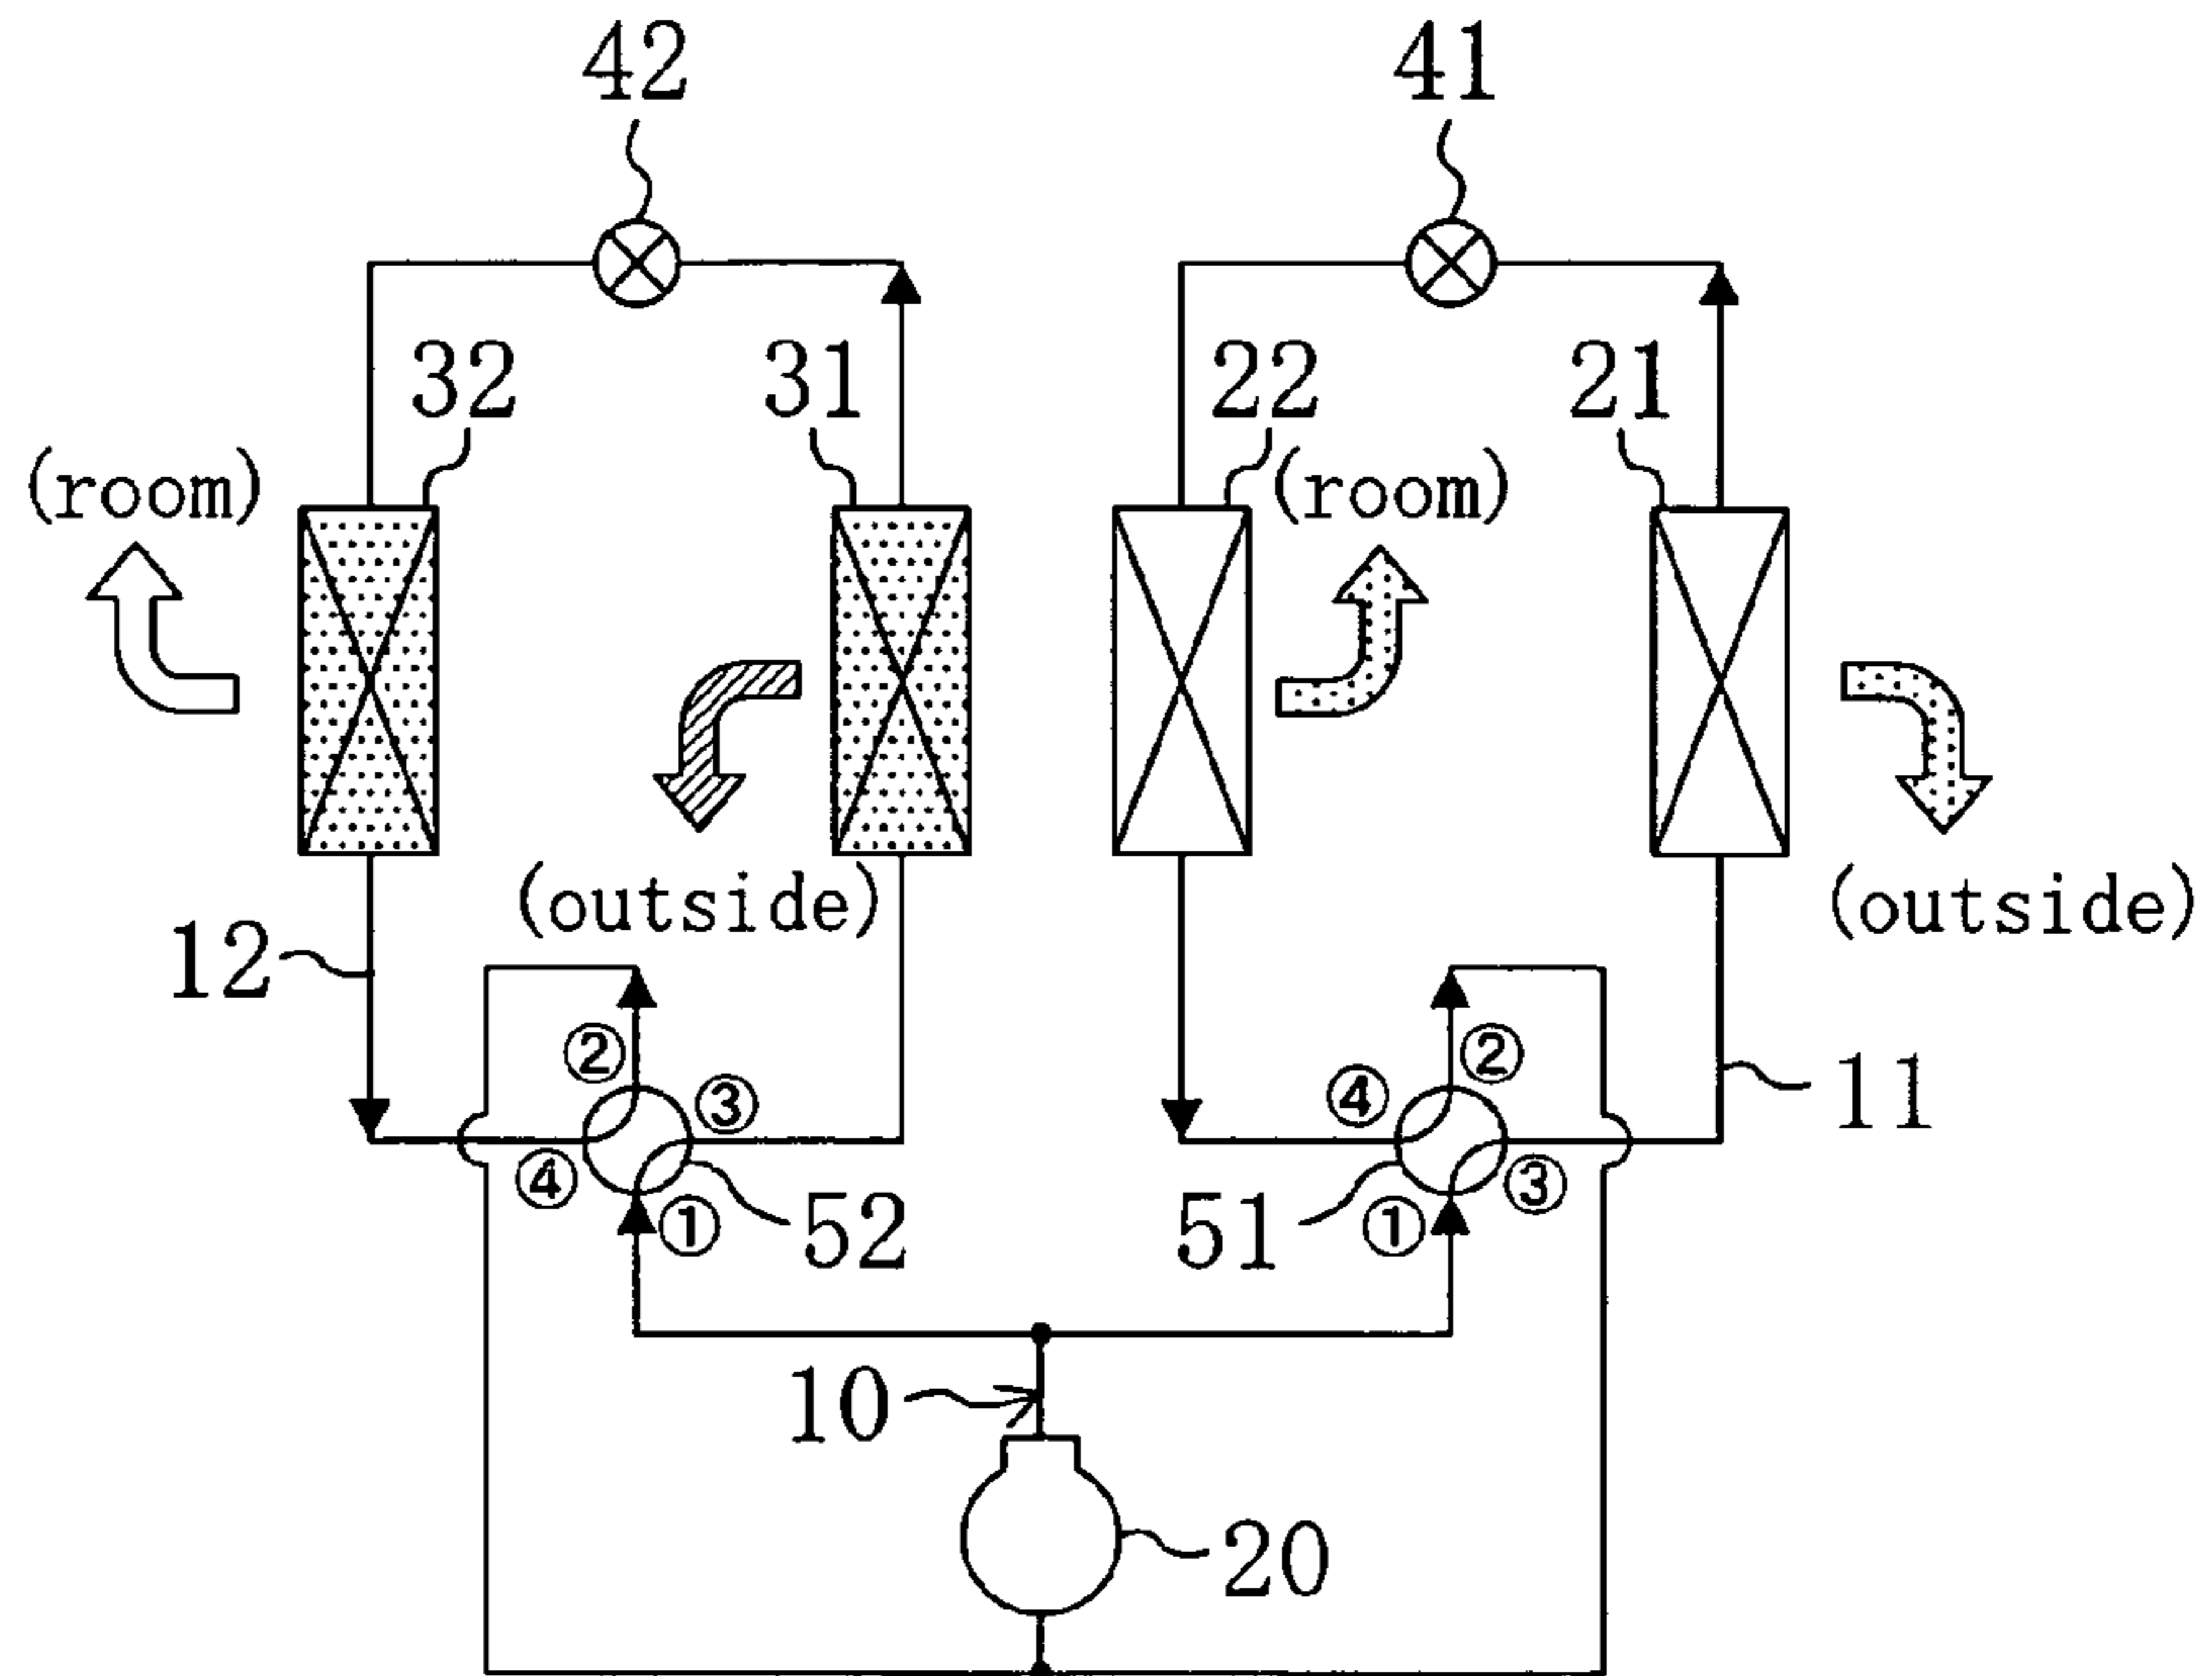 42 41
32 31 22 21
(room) (room)
(outside) (outside)
12
② ②
③ ④ 11
④ ③
① 52 51 ①
10
20